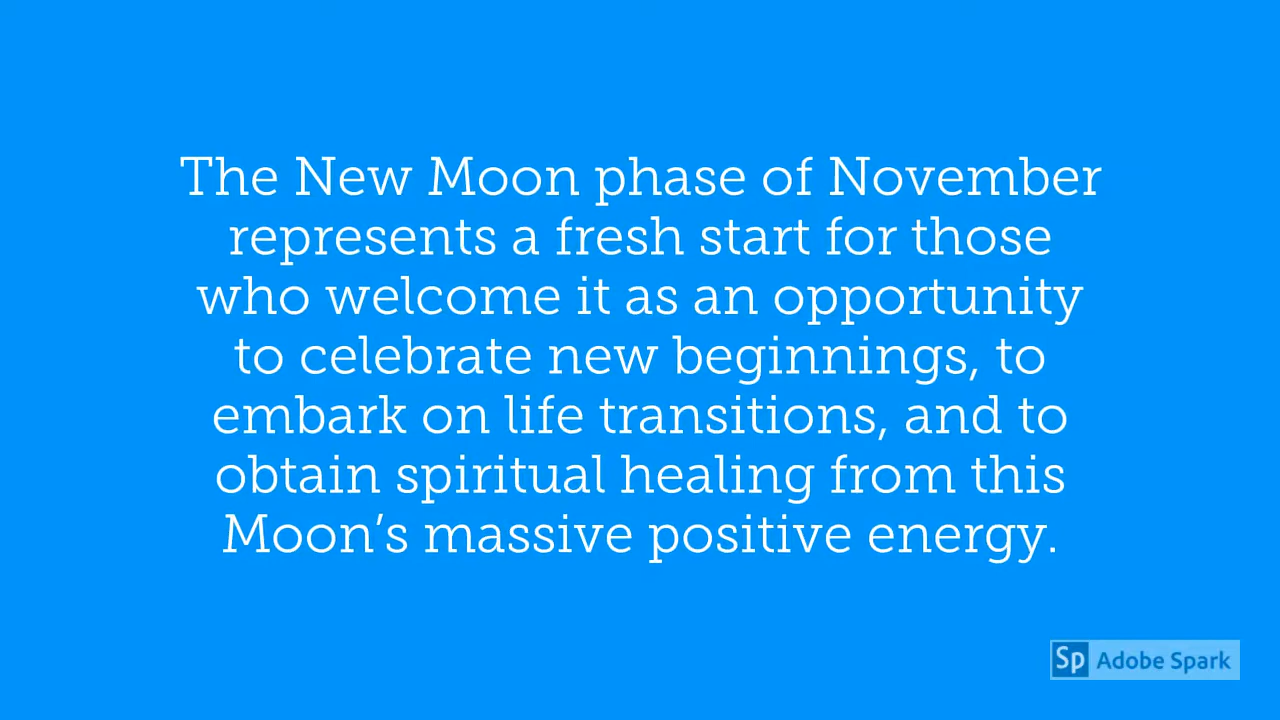 The New Moon phase of November
represents a fresh start for those
who welcome it as an opportunity
to celebrate new beginnings, to
embark on life transitions, and to
obtain spiritual healing from this
Moon’s massive positive energy.
Sp Adobe Spark